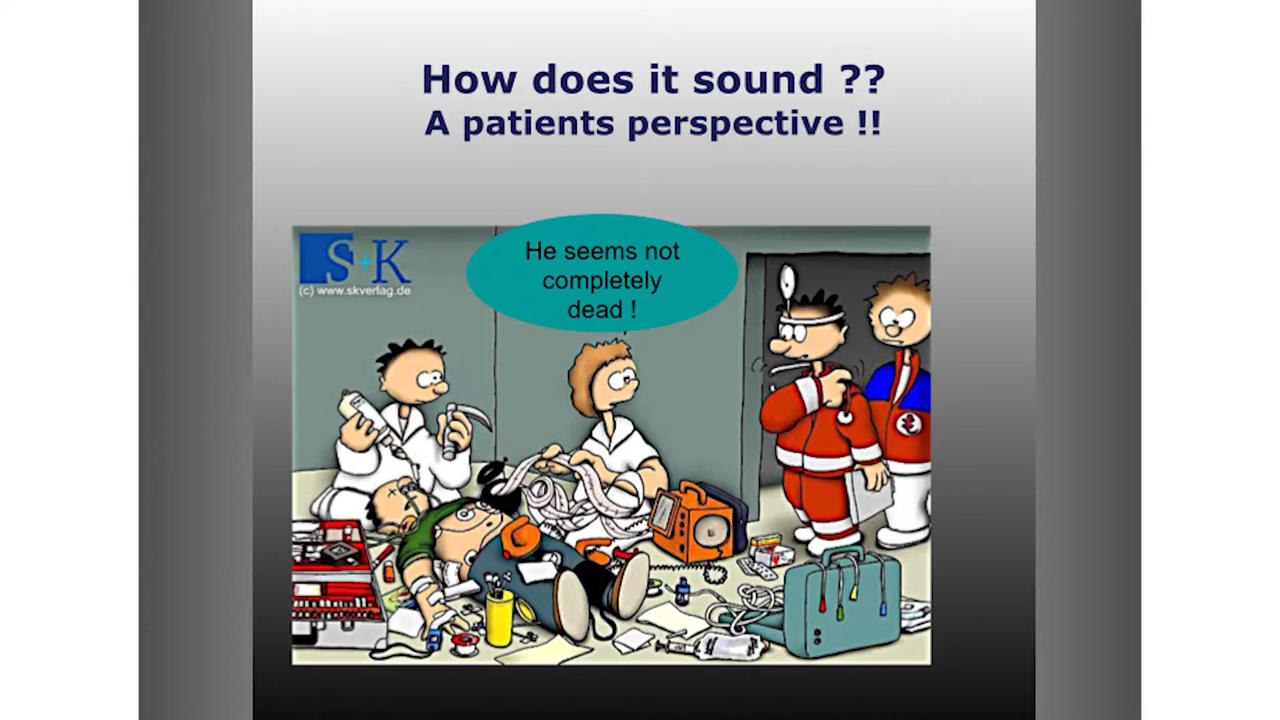 How does it sound ??
A patients perspective !!
He seems not
completely
dead !
S+K
(c) www.skverlag.de